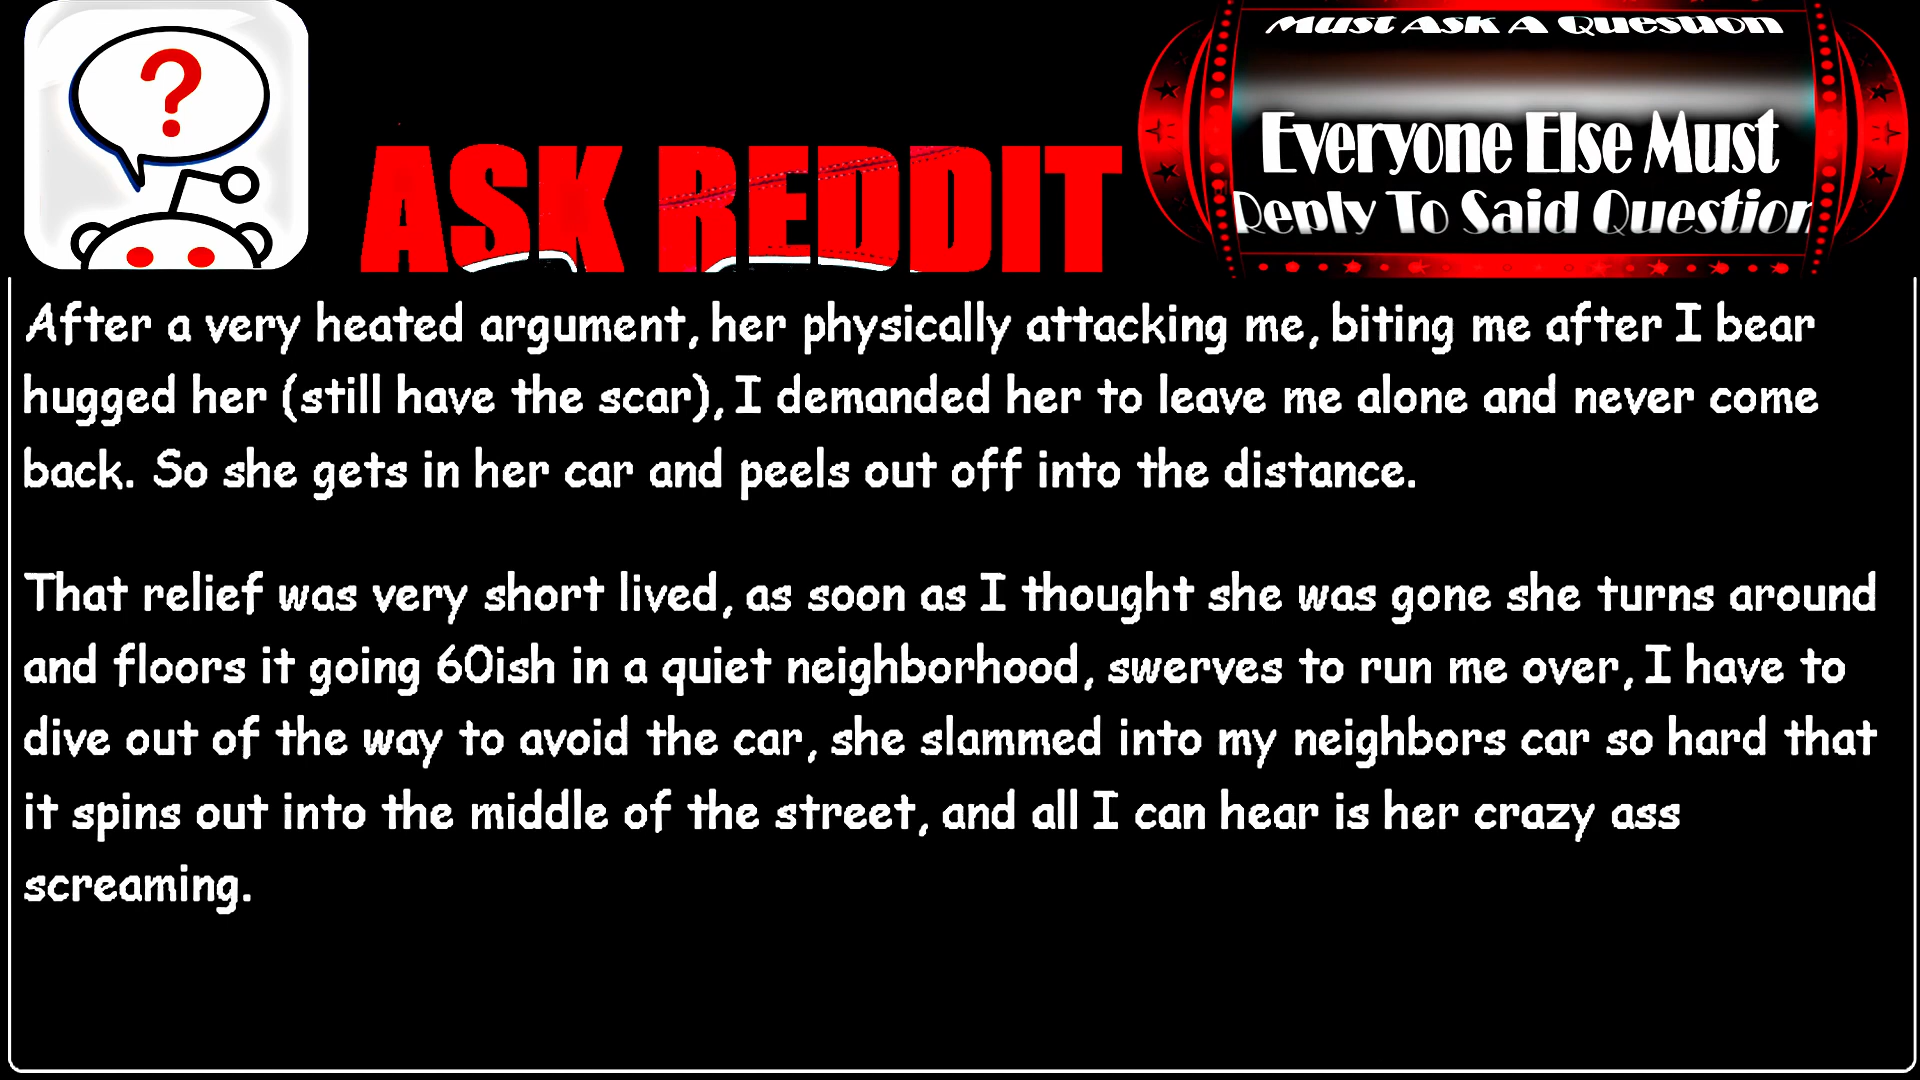 ?
Must Ask A Question
ASK REDDIT
Everyone Else Must
Reply To Said Question
After a very heated argument, her physically attacking me, biting me after I bear
hugged her (still have the scar), I demanded her to leave me alone and never come
back. So she gets in her car and peels out off into the distance.
That relief was very short lived, as soon as I thought she was gone she turns around
and floors it going 60ish in a quiet neighborhood, swerves to run me over, I have to
dive out of the way to avoid the car, she slammed into my neighbors car so hard that
it spins out into the middle of the street, and all I can hear is her crazy ass
screaming.